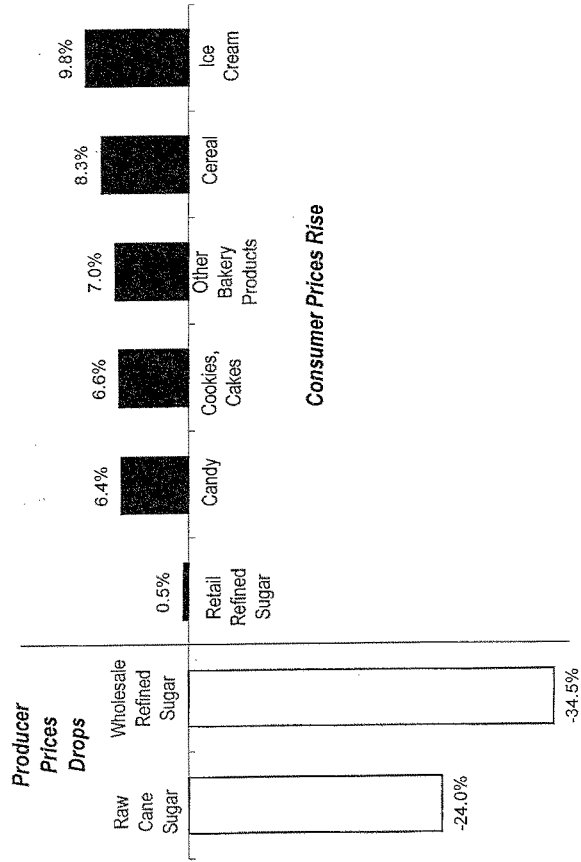 Producer
Prices
Drops
Raw
Cane
Sugar
-24.0%
Wholesale
Refined
Sugar
-34.5%
0.5%
Retail
Refined
Sugar
6.4%
Candy
6.6%
Cookies,
Cakes
7.0%
Other
Bakery
Products
8.3%
Cereal
9.8%
Ice
Cream
Consumer Prices Rise